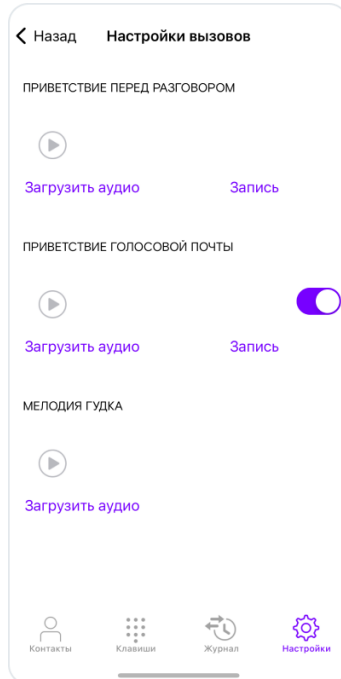 Назад Настройки вызовов
ПРИВЕТСТВИЕ ПЕРЕД РАЗГОВОРОМ
Загрузить аудио Запись
ПРИВЕТСТВИЕ ГОЛОСОВОЙ ПОЧТЫ
Загрузить аудио Запись
МЕЛОДИЯ ГУДКА
Загрузить аудио
Контакты Клавиши Журнал Настройки